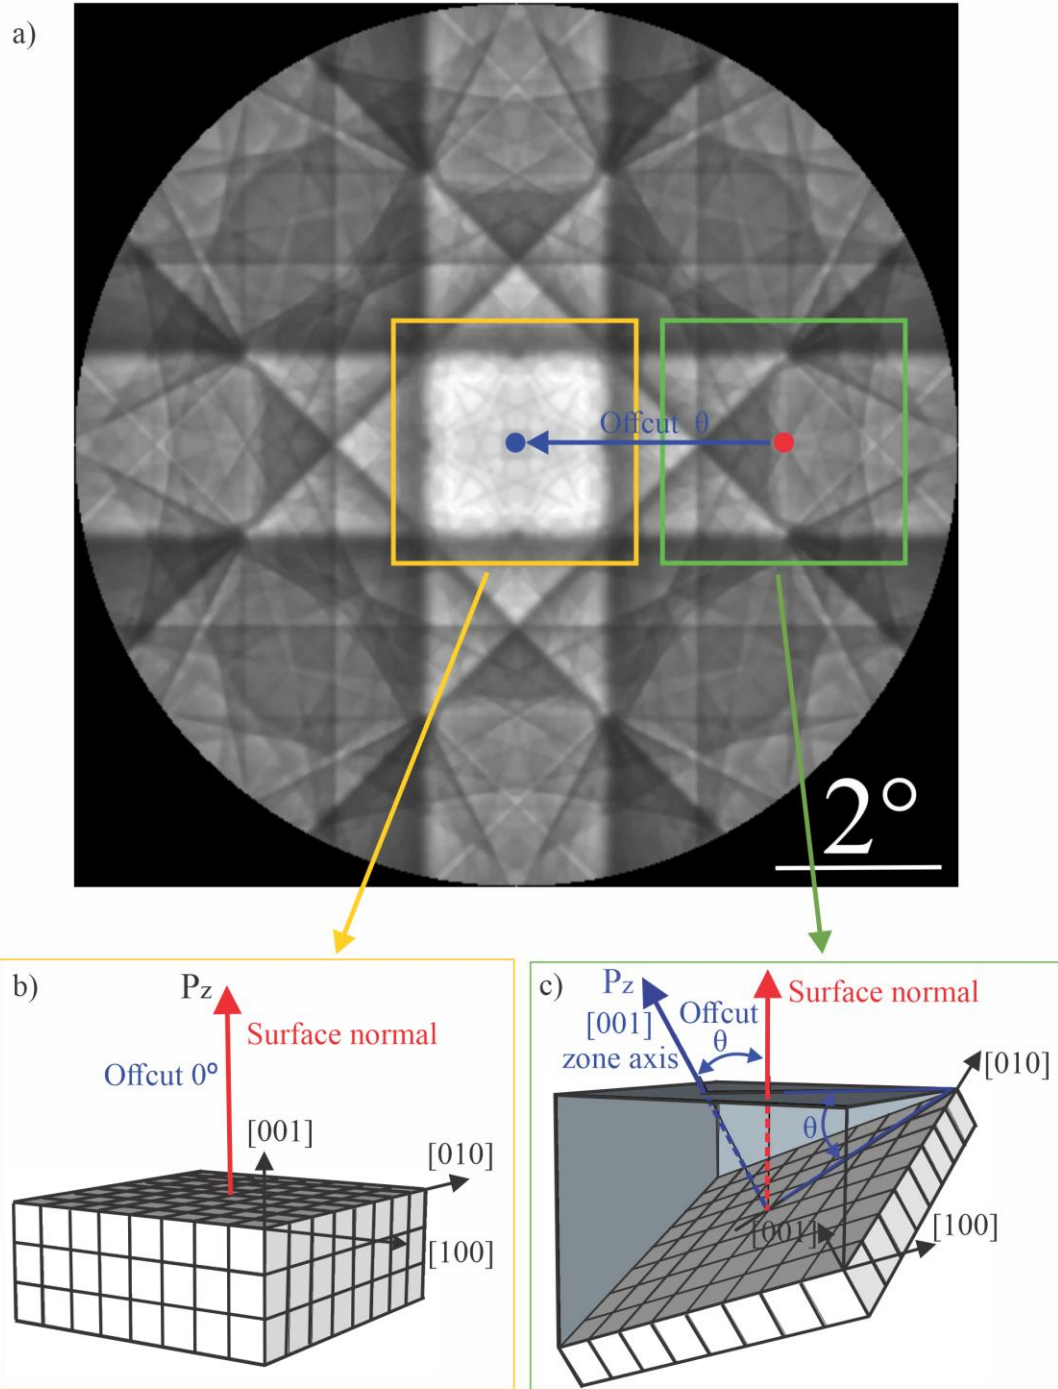 a)
Offcut θ
2°
b)
Pz
Surface normal
Offcut 0º
[001]
[010]
[100]
c)
Pz
[001]
zone axis
Offcut
θ
Surface normal
[010]
θ
[001]
[100]